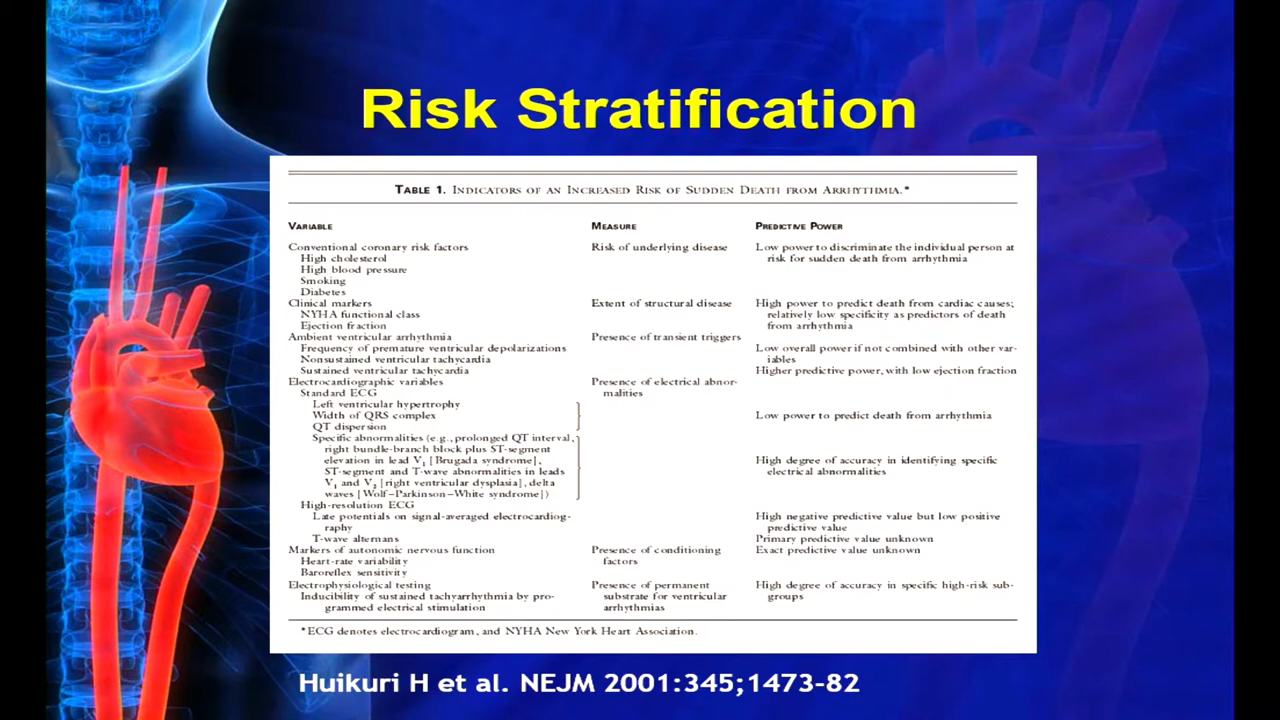 Risk Stratification
TABLE 1. INDICATORS OF AN INCREASED RISK OF SUDDEN DEATH FROM ARRHYTHMIA.*
VARIABLE MEASURE PREDICTIVE POWER
Conventional coronary risk factors Risk of underlying disease Low power to discriminate the individual person at
High cholesterol risk for sudden death from arrhythmia
High blood pressure
Smoking
Diabetes
Clinical markers Extent of structural disease High power to predict death from cardiac causes;
NYHA functional class relatively low specificity as predictors of death
Ejection fraction from arrhythmia
Ambient ventricular arrhythmia Presence of transient triggers
Frequency of premature ventricular depolarizations Low overall power if not combined with other var-
Nonsustained ventricular tachycardia iables
Sustained ventricular tachycardia Higher predictive power, with low ejection fraction
Electrocardiographic variables Presence of electrical abnor-
Standard ECG malities
Left ventricular hypertrophy
Width of QRS complex Low power to predict death from arrhythmia
QT dispersion
Specific abnormalities (e.g., prolonged QT interval,
right bundle-branch block plus ST-segment
elevation in lead V1 [Brugada syndrome], High degree of accuracy in identifying specific
ST-segment and T-wave abnormalities in leads electrical abnormalities
V1 and V2 [right ventricular dysplasia], delta
waves [Wolf–Parkinson–White syndrome])
High-resolution ECG
Late potentials on signal-averaged electrocardiog- High negative predictive value but low positive
raphy predictive value
T-wave alternans Primary predictive value unknown
Markers of autonomic nervous function Presence of conditioning Exact predictive value unknown
Heart-rate variability factors
Baroreflex sensitivity
Electrophysiological testing Presence of permanent High degree of accuracy in specific high-risk sub-
Inducibility of sustained tachyarrhythmia by pro- substrate for ventricular groups
grammed electrical stimulation arrhythmias
*ECG denotes electrocardiogram, and NYHA New York Heart Association.
Huikuri H et al. NEJM 2001:345;1473-82